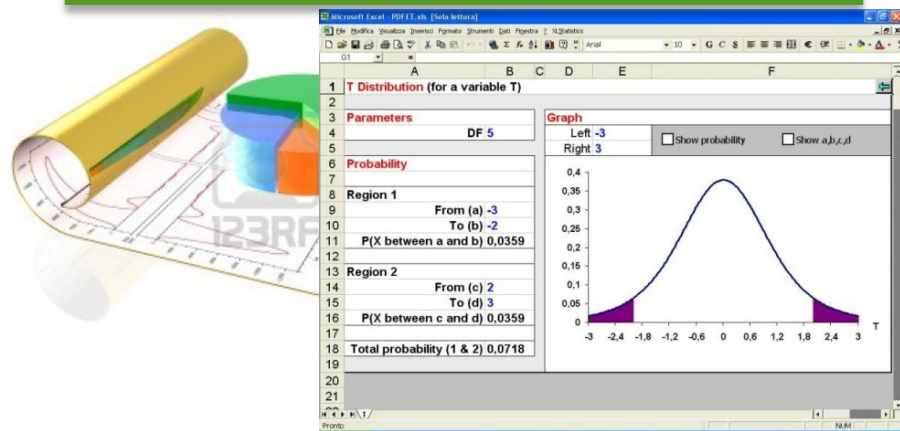 Microsoft Excel - PDFET.xls [Sola lettura]
File Modifica Visualizza Inserisci Formato Strumenti Dati Finestra ? XLStatistics
Arial 10 G C S
G1 =
A B C D E F
1 T Distribution (for a variable T)
2
3 Parameters Graph
4 DF 5 Left -3 Show probability Show a,b,c,d
5 Right 3
6 Probability
7
8 Region 1
9 From (a) -3
10 To (b) -2
11 P(X between a and b) 0,0359
12
13 Region 2
14 From (c) 2
15 To (d) 3
16 P(X between c and d) 0,0359
17
18 Total probability (1 & 2) 0,0718
19
20
21
0,4
0,35
0,3
0,25
0,2
0,15
0,1
0,05
0
-3 -2,4 -1,8 -1,2 -0,6 0 0,6 1,2 1,8 2,4 3 T
T
Pronto NUM
123RF